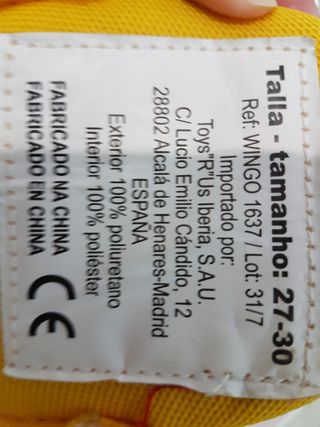 Talla - tamanho: 27-30
Ref: WINGO 1637 / Lot: 31/7
Importado por:
Toys"R"Us Iberia, S.A.U.
C/ Lucio Emilio Cándido, 12
28802 Alcalá de Henares-Madrid
ESPAÑA
Exterior 100% poliuretano
Interior 100% poliéster
FABRICADO NA CHINA
FABRICADO EN CHINA
CE